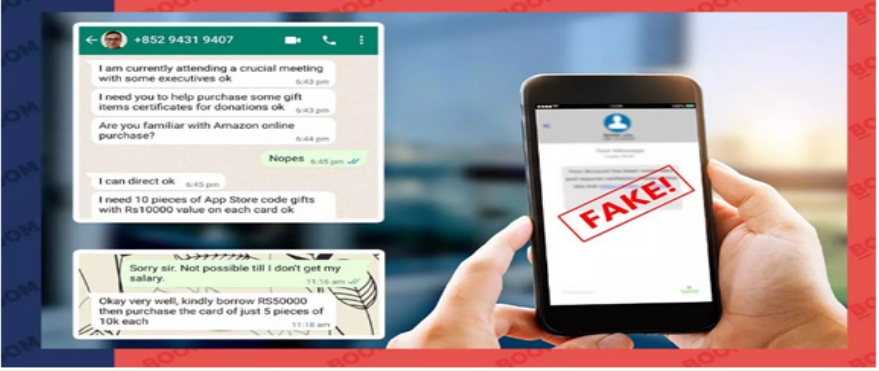 +852 9431 9407
I am currently attending a crucial meeting
with some executives ok
6:43 pm
I need you to help purchase some gift
items certificates for donations ok
6:43 pm
Are you familiar with Amazon online
purchase?
6:44 pm
Nopes
6:45 pm
I can direct ok
6:45 pm
I need 10 pieces of App Store code gifts
with Rs10000 value on each card ok
Sorry sir. Not possible till I don't get my
salary.
11:16 am
Okay very well, kindly borrow RS50000
then purchase the card of just 5 pieces of
10k each
11:18 am
Text Message
FAKE!
BOOM